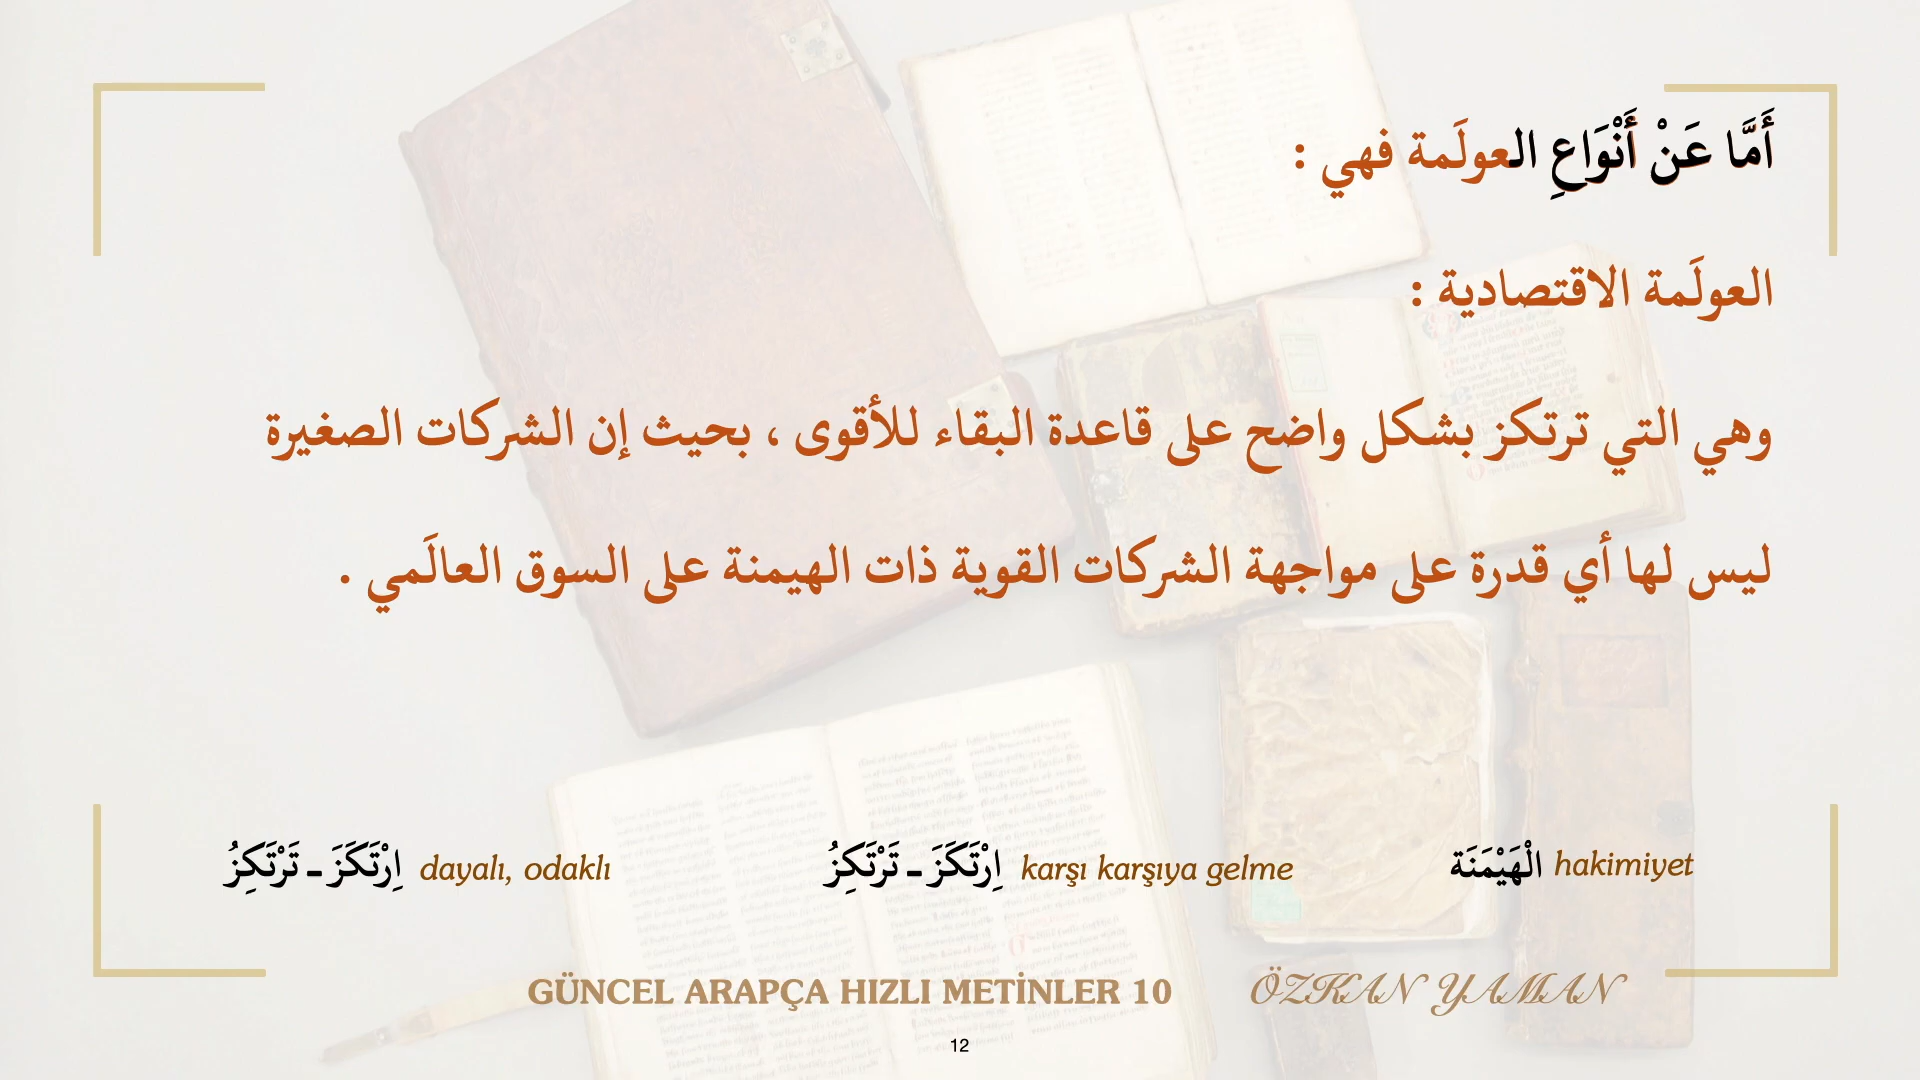 أَمَّا عَنْ أَنْوَاعِ العولَمة فهي :
العولَمة الاقتصادية :
وهي التي ترتكز بشكل واضح على قاعدة البقاء للأقوى ، بحيث إن الشركات الصغيرة
ليس لها أي قدرة على مواجهة الشركات القوية ذات الهيمنة على السوق العالَمي .
الْهَيْمَنَة hakimiyet
اِرْتَكَزَ ـ تَرْتَكِزُ karşı karşıya gelme
اِرْتَكَزَ ـ تَرْتَكِزُ dayalı, odaklı
GÜNCEL ARAPÇA HIZLI METİNLER 10 ÖZKAN YAMAN
12